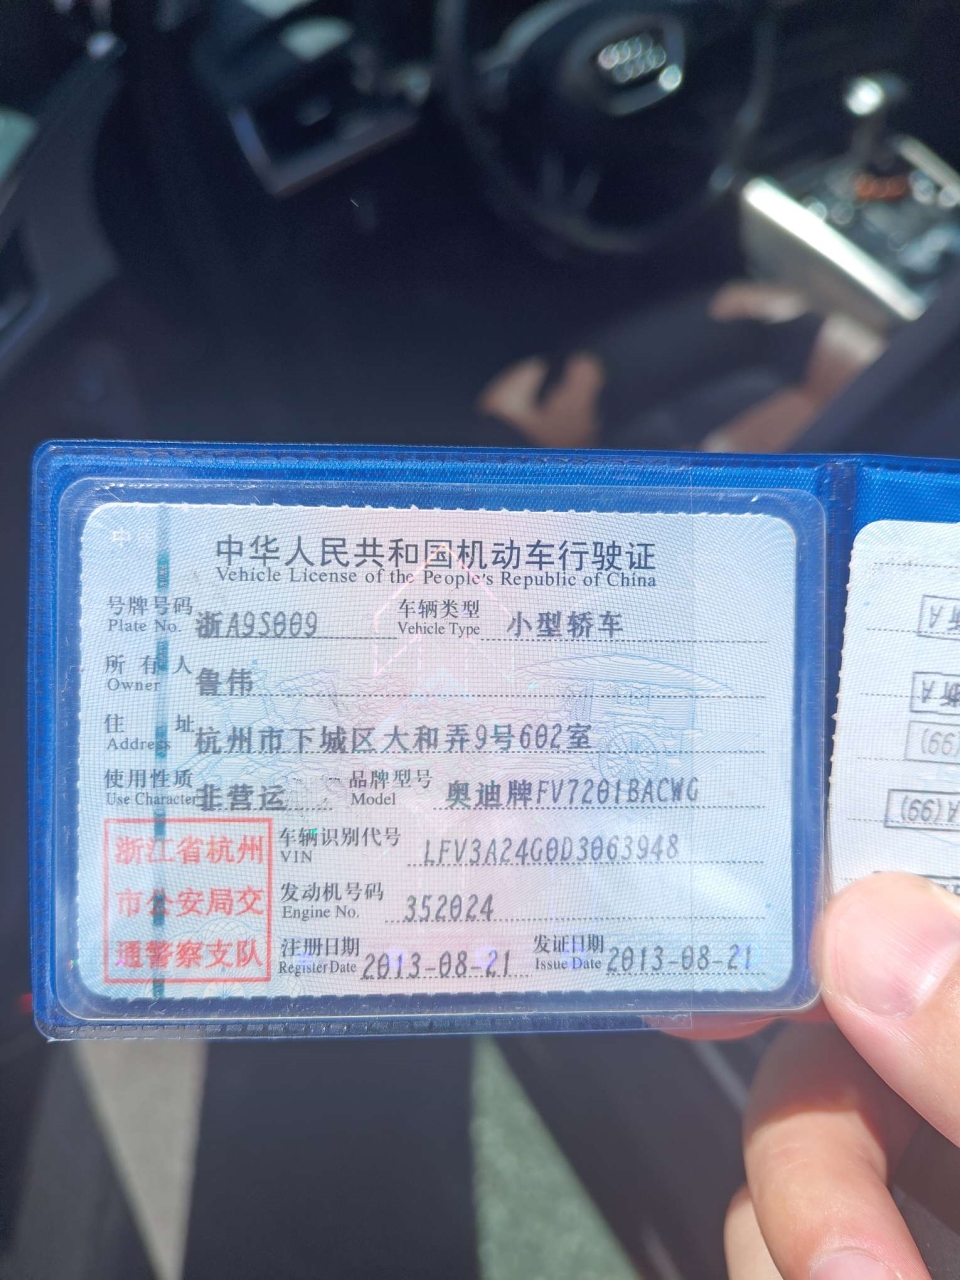 中华人民共和国机动车行驶证
Vehicle License of the People's Republic of China
号牌号码 浙A9S009 车辆类型 小型轿车
Plate No. Vehicle Type
所有人 鲁伟
Owner
住址 杭州市下城区大和弄9号602室
Address
使用性质 非营运 品牌型号 奥迪牌FV7201BACWG
Use Character Model
浙江省杭州
市公安局交
通警察支队
车辆识别代号 LFV3A24G0D3063948
VIN
发动机号码 352024
Engine No.
注册日期 2013-08-21 发证日期 2013-08-21
Register Date Issue Date